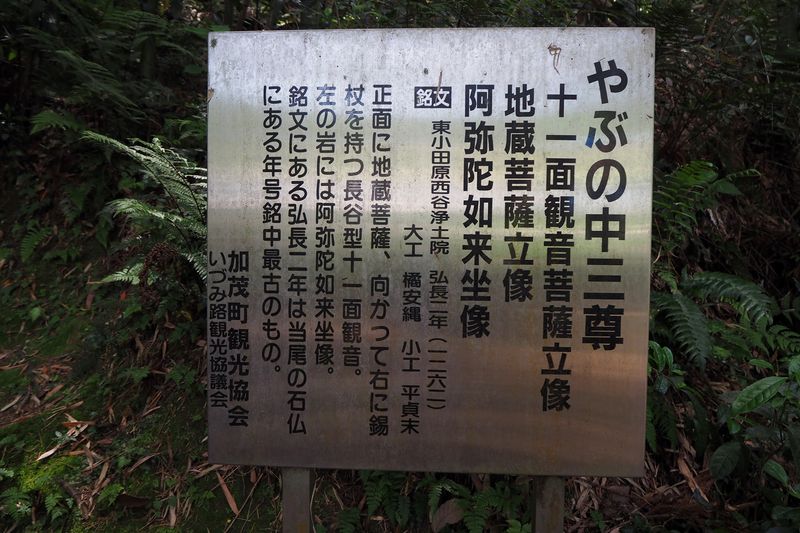 やぶの中三尊
十一面観音菩薩立像
地蔵菩薩立像
阿弥陀如来坐像
銘文 東小田原西谷浄土院 弘長二年(一二六二)
大工 橘安縄 小工 平貞末
正面に地蔵菩薩、向かつて右に錫
杖を持つ長谷型十一面観音。
左の岩には阿弥陀如来坐像。
銘文にある弘長二年は当尾の石仏
にある年号銘中最古のもの。
加茂町観光協会
いづみ路観光協議会